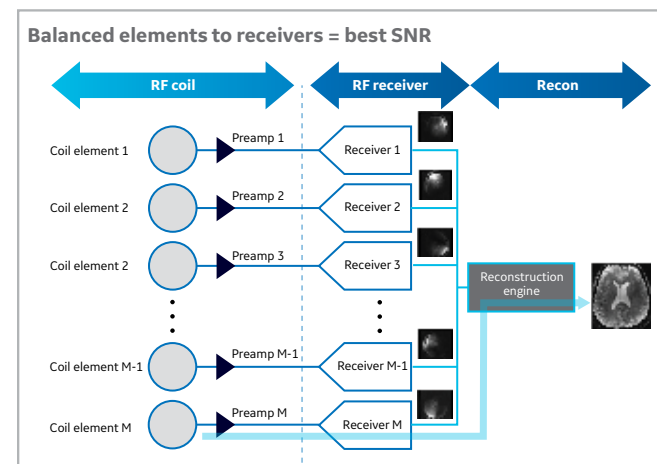 Balanced elements to receivers = best SNR
RF coil
RF receiver
Recon
Coil element 1
Preamp 1
Receiver 1
Coil element 2
Preamp 2
Receiver 2
Coil element 2
Preamp 3
Receiver 3
Reconstruction
engine
Coil element M-1
Preamp M-1
Receiver M-1
Coil element M
Preamp M
Receiver M